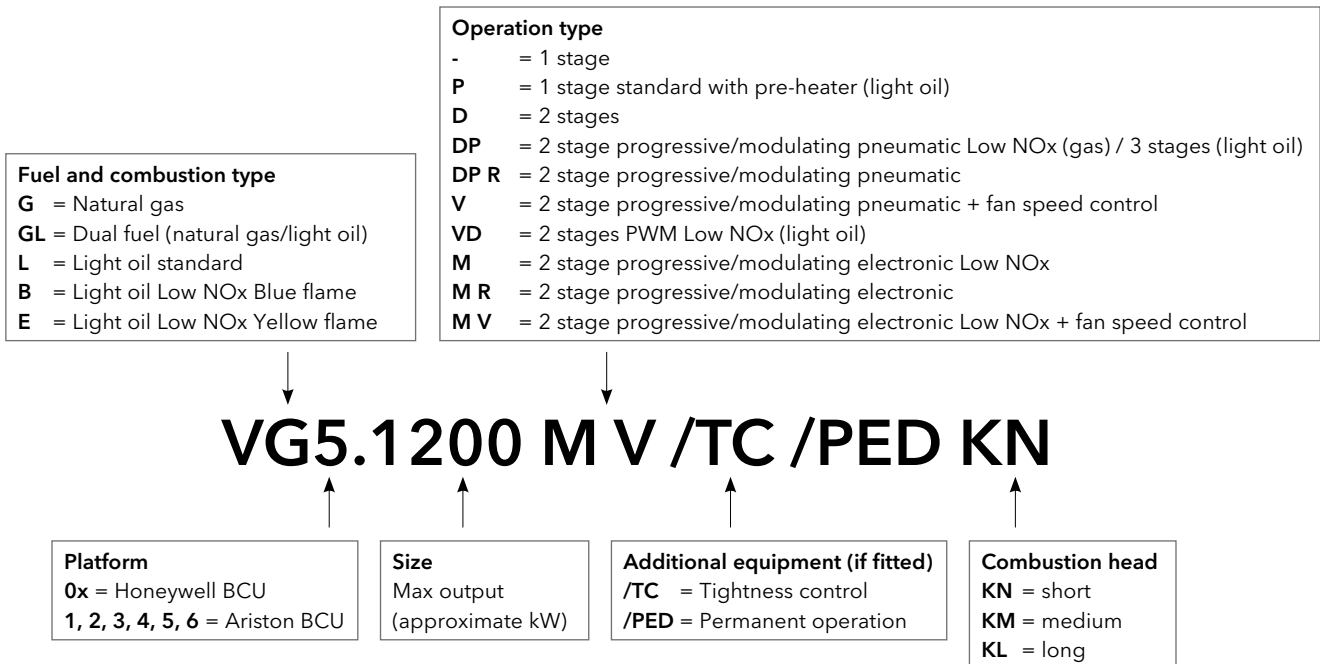 Operation type
- = 1 stage
P = 1 stage standard with pre-heater (light oil)
D = 2 stages
DP = 2 stage progressive/modulating pneumatic Low NOx (gas) / 3 stages (light oil)
DP R = 2 stage progressive/modulating pneumatic
V = 2 stage progressive/modulating pneumatic + fan speed control
VD = 2 stages PWM Low NOx (light oil)
M = 2 stage progressive/modulating electronic Low NOx
M R = 2 stage progressive/modulating electronic
M V = 2 stage progressive/modulating electronic Low NOx + fan speed control
Fuel and combustion type
G = Natural gas
GL = Dual fuel (natural gas/light oil)
L = Light oil standard
B = Light oil Low NOx Blue flame
E = Light oil Low NOx Yellow flame
VG5.1200 M V /TC /PED KN
Platform
0x = Honeywell BCU
1, 2, 3, 4, 5, 6 = Ariston BCU
Size
Max output
(approximate kW)
Additional equipment (if fitted)
/TC = Tightness control
/PED = Permanent operation
Combustion head
KN = short
KM = medium
KL = long